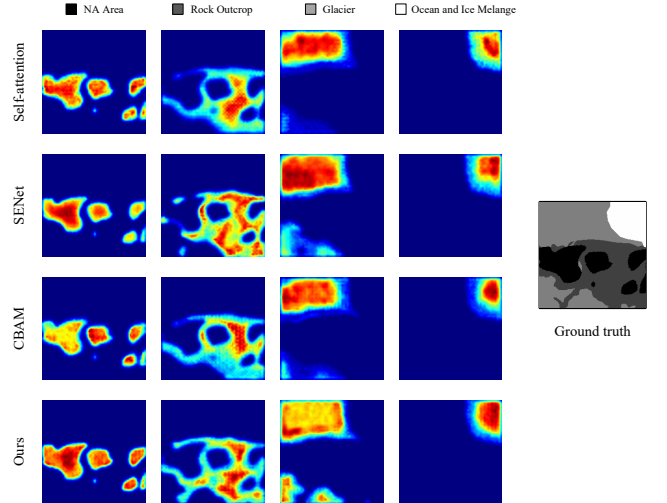 NA Area Rock Outcrop Glacier Ocean and Ice Melange
Self-attention
SENet
CBAM
Ours
Ground truth